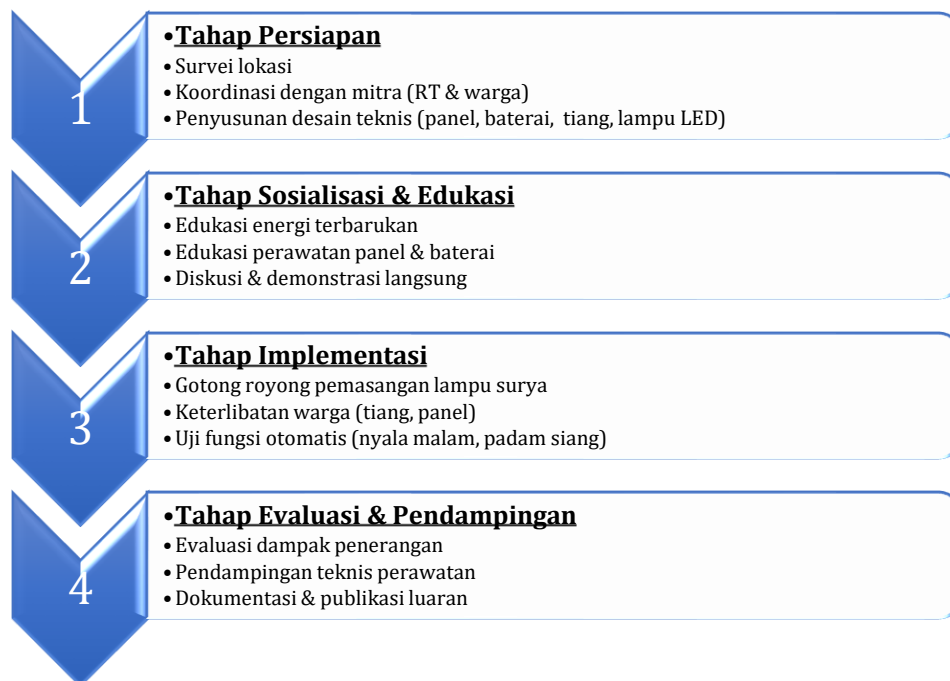 1
•Tahap Persiapan
•Survei lokasi
•Koordinasi dengan mitra (RT & warga)
•Penyusunan desain teknis (panel, baterai, tiang, lampu LED)
2
•Tahap Sosialisasi & Edukasi
•Edukasi energi terbarukan
•Edukasi perawatan panel & baterai
•Diskusi & demonstrasi langsung
3
•Tahap Implementasi
•Gotong royong pemasangan lampu surya
•Keterlibatan warga (tiang, panel)
•Uji fungsi otomatis (nyala malam, padam siang)
4
•Tahap Evaluasi & Pendampingan
•Evaluasi dampak penerangan
•Pendampingan teknis perawatan
•Dokumentasi & publikasi luaran